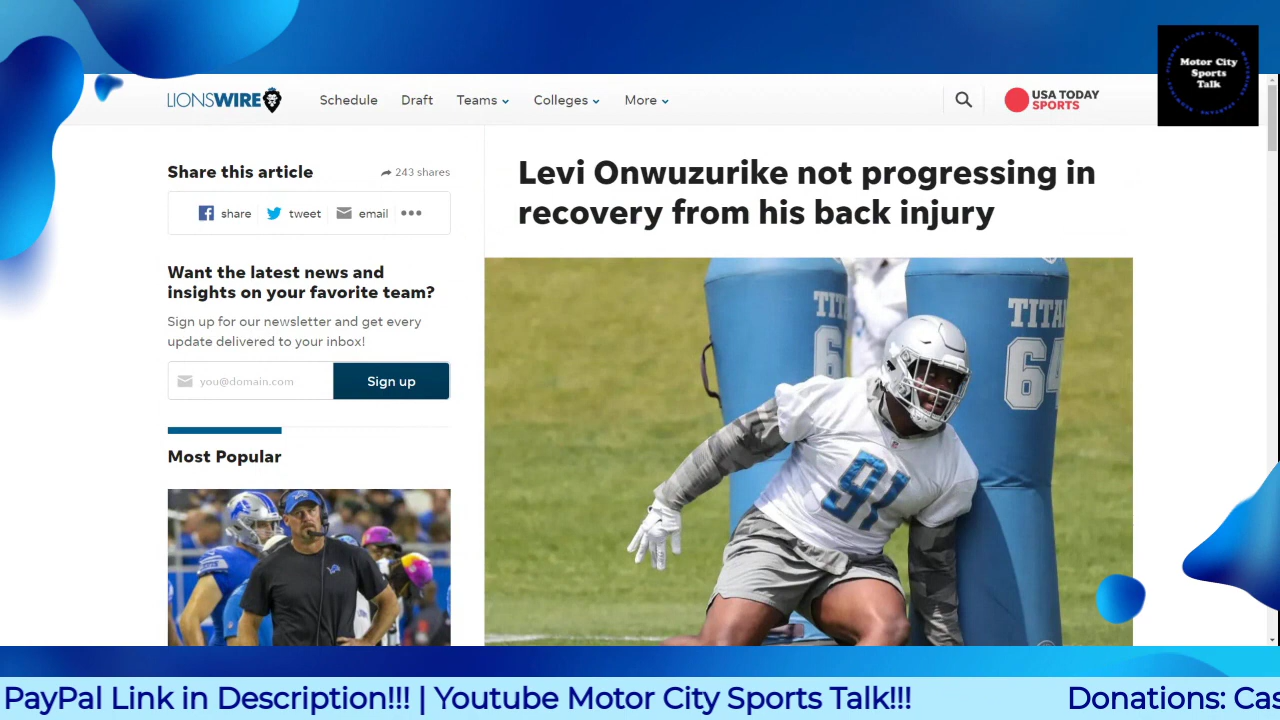 Motor City
Sports
Talk
LIONSWIRE
Schedule
Draft
Teams
Colleges
More
USA TODAY
SPORTS
Share this article
243 shares
share
tweet
email
Want the latest news and
insights on your favorite team?
Sign up for our newsletter and get every
update delivered to your inbox!
you@domain.com
Sign up
Most Popular
Levi Onwuzurike not progressing in
recovery from his back injury
TIT
6
TITA
64
91
PayPal Link in Description!!! | Youtube Motor City Sports Talk!!!
Donations: Cas